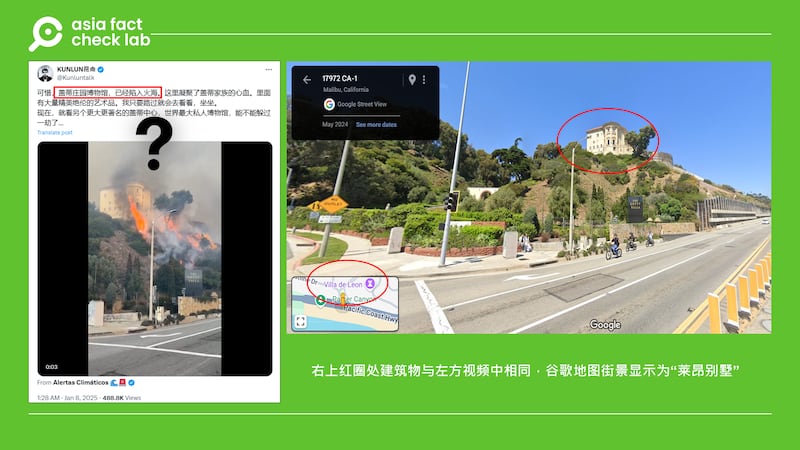 asia fact
check lab
KUNLUN昆仑
@Kunluntalk
可惜，盖蒂庄园博物馆，已经陷入火海。这里凝聚了盖蒂家族的心血。里面
有大量精美绝伦的艺术品。我只要路过就会去看看，坐坐。
现在，就看另个更大更著名的盖蒂中心，世界最大私人博物馆，能不能躲过
一劫了...
Translate post
?
0:03
From Alertas Climáticos
1:28 AM · Jan 8, 2025 · 488.8K Views
17972 CA-1
Malibu, California
Google Street View
May 2024 See more dates
Villa de Leon
Pacific Coast Hwy
Google
右上红圈处建筑物与左方视频中相同，谷歌地图街景显示为“莱昂别墅”